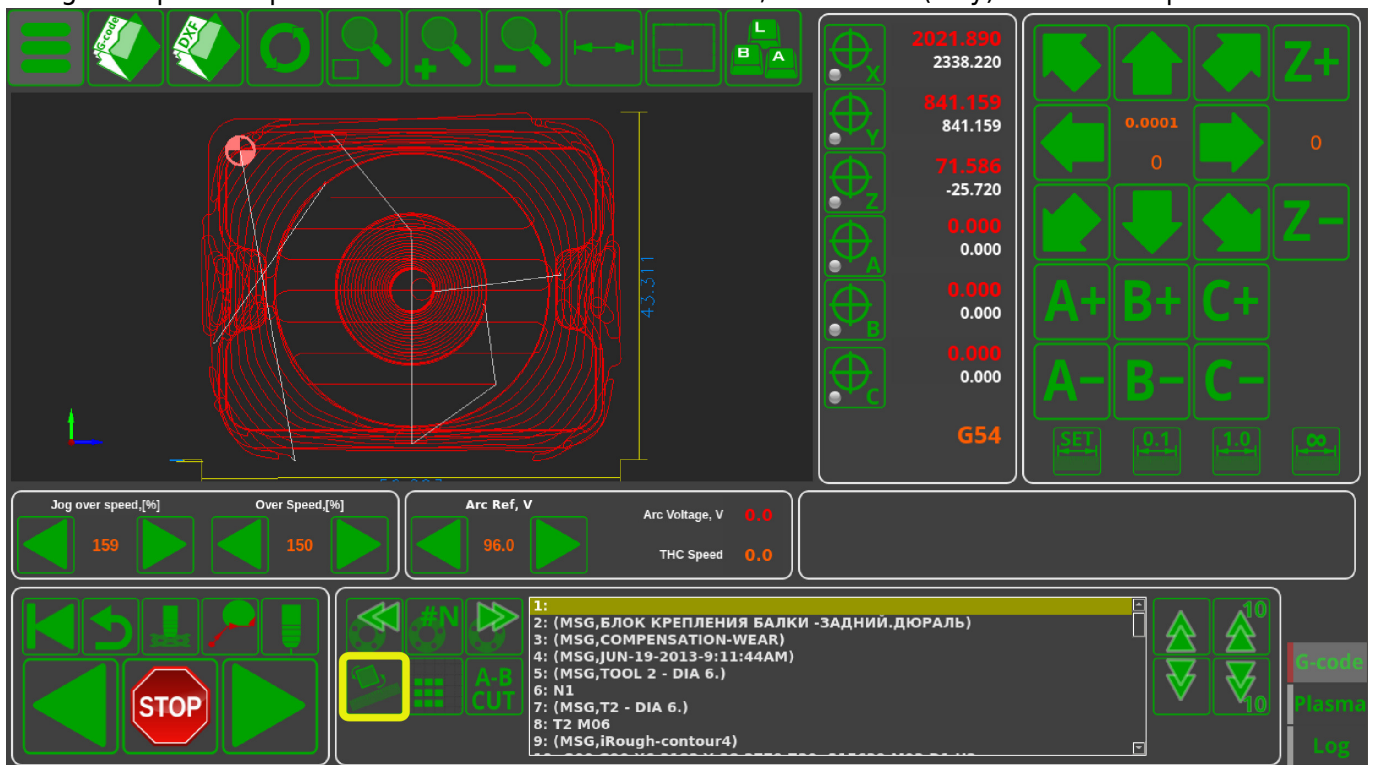 G-code
DXF
L
B A
X
2021.890
2338.220
Y
841.159
841.159
Z
71.586
-25.720
A
0.000
0.000
B
0.000
0.000
C
0.000
0.000
G54
Z+
0.0001
0
0
Z-
A+ B+ C+
A- B- C-
SET 0.1 1.0 ∞
43.311
Jog over speed,[%]
159
Over Speed,[%]
150
Arc Ref, V
96.0
Arc Voltage, V 0.0
THC Speed 0.0
STOP
#N
A-B
CUT
1:
2: (MSG,БЛОК КРЕПЛЕНИЯ БАЛКИ -ЗАДНИЙ.ДЮРАЛЬ)
3: (MSG,COMPENSATION-WEAR)
4: (MSG,JUN-19-2013-9:11:44AM)
5: (MSG,TOOL 2 - DIA 6.)
6: N1
7: (MSG,T2 - DIA 6.)
8: T2 M06
9: (MSG,iRough-contour4)
10
10
G-code
Plasma
Log